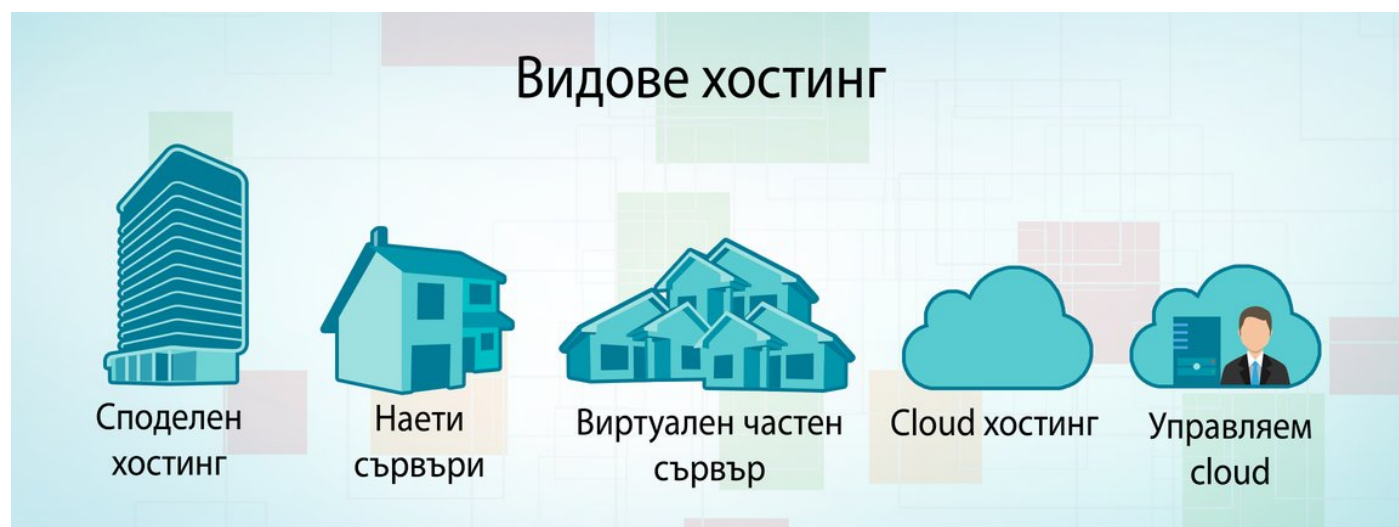 Видове хостинг
Споделен
хостинг
Наети
сървъри
Виртуален частен
сървър
Cloud хостинг
Управляем
cloud